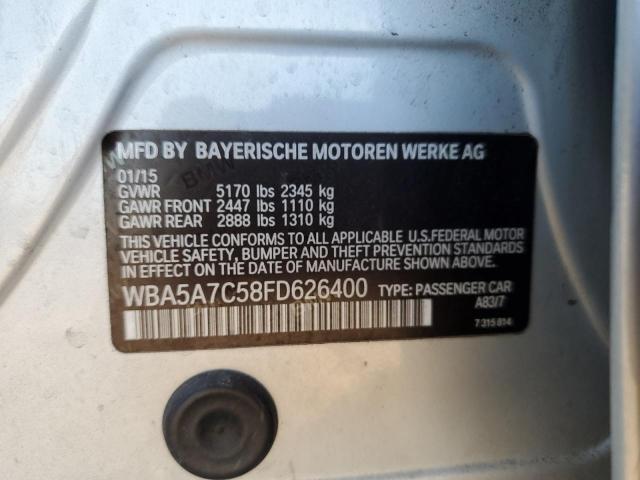 MFD BY BAYERISCHE MOTOREN WERKE AG
01/15
GVWR 5170 lbs 2345 kg
GAWR FRONT 2447 lbs 1110 kg
GAWR REAR 2888 lbs 1310 kg
THIS VEHICLE CONFORMS TO ALL APPLICABLE U.S.FEDERAL MOTOR
VEHICLE SAFETY, BUMPER AND THEFT PREVENTION STANDARDS
IN EFFECT ON THE DATE OF MANUFACTURE SHOWN ABOVE.
WBA5A7C58FD626400 TYPE: PASSENGER CAR
A83/7
7 315 814